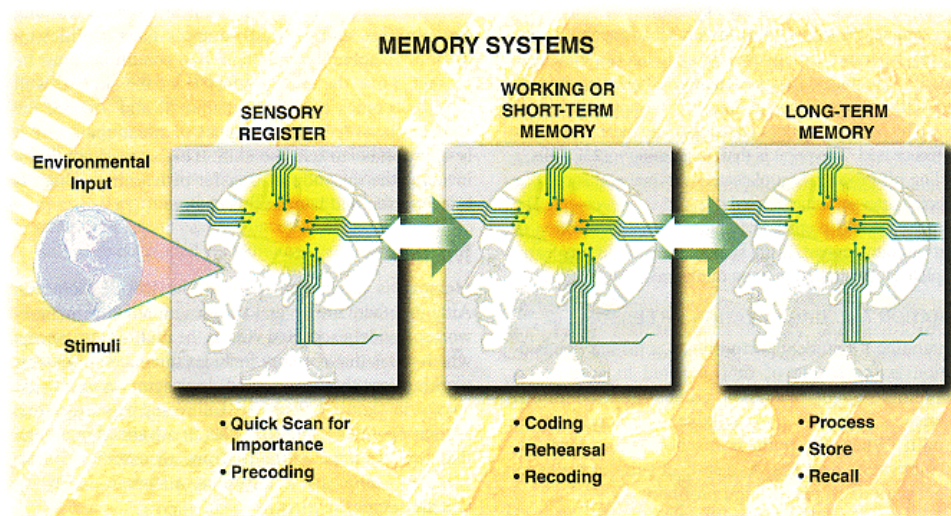 MEMORY SYSTEMS
SENSORY
REGISTER
WORKING OR
SHORT-TERM
MEMORY
LONG-TERM
MEMORY
Environmental
Input
Stimuli
• Quick Scan for
Importance
• Precoding
• Coding
• Rehearsal
• Recoding
• Process
• Store
• Recall